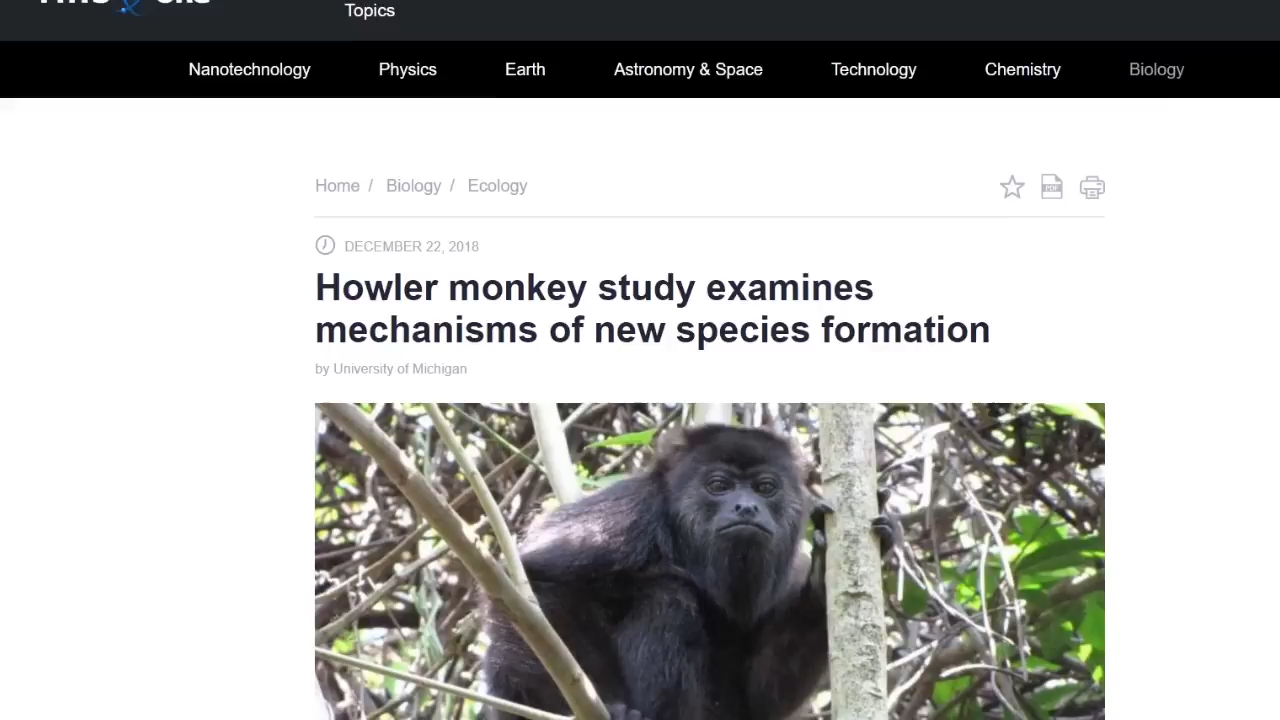 Topics
Nanotechnology Physics Earth Astronomy & Space Technology Chemistry Biology
Home / Biology / Ecology
PDF
DECEMBER 22, 2018
Howler monkey study examines
mechanisms of new species formation
by University of Michigan